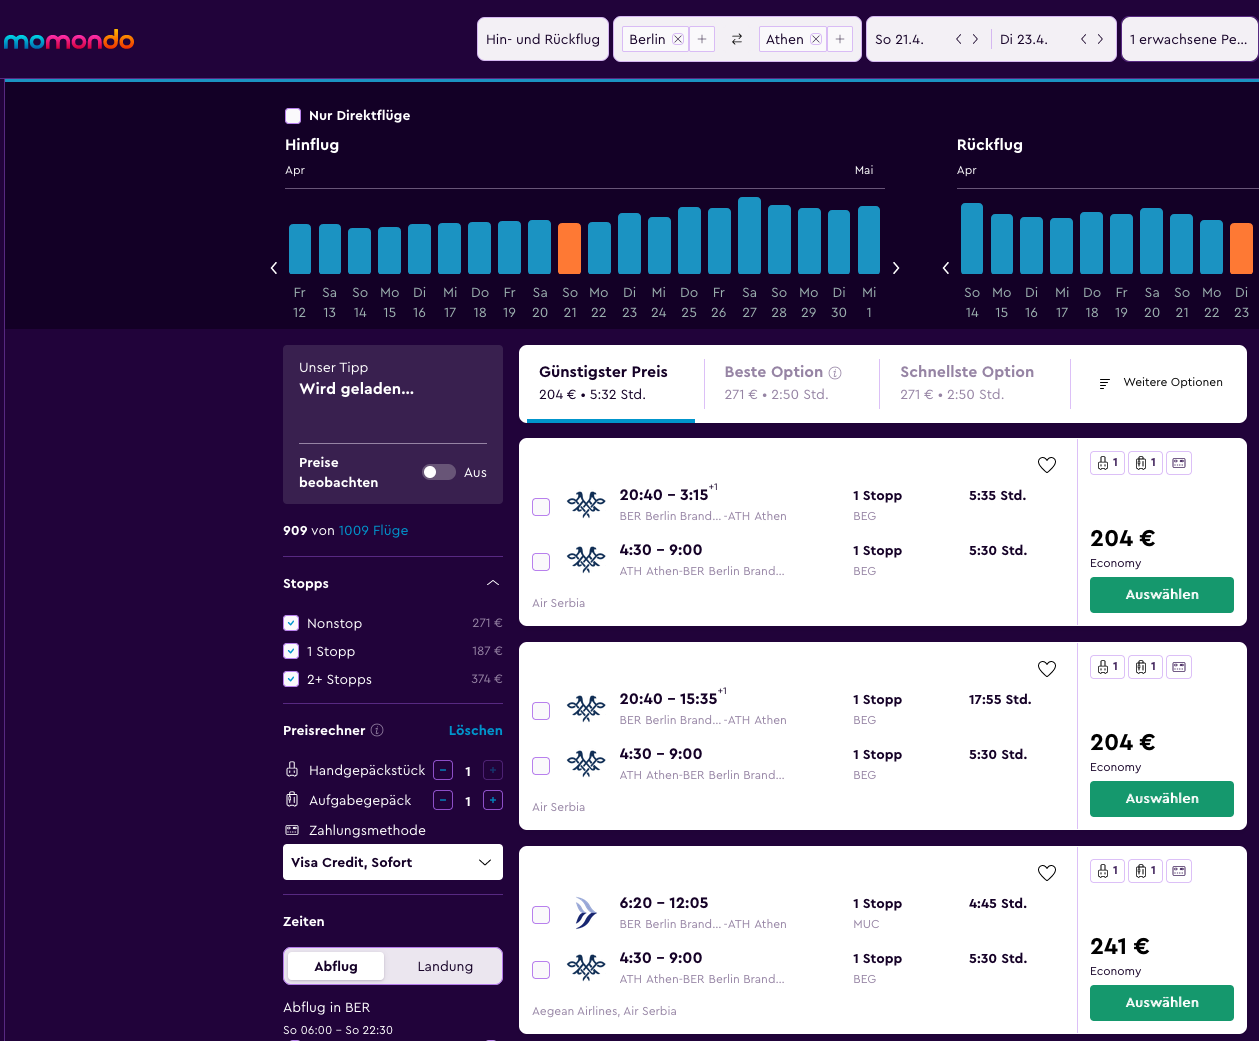 momondo
Hin- und Rückflug
Berlin
Athen
So 21.4.
Di 23.4.
1 erwachsene Pe...
Nur Direktflüge
Hinflug
Apr
Mai
Fr Sa So Mo Di Mi Do Fr Sa So Mo Di Mi Do Fr Sa So Mo Di Mi
12 13 14 15 16 17 18 19 20 21 22 23 24 25 26 27 28 29 30 1
Rückflug
Apr
So Mo Di Mi Do Fr Sa So Mo Di
14 15 16 17 18 19 20 21 22 23
Unser Tipp
Wird geladen...
Preise
beobachten
Aus
909 von 1009 Flüge
Stopps
Nonstop 271 €
1 Stopp 187 €
2+ Stopps 374 €
Preisrechner
Löschen
Handgepäckstück − 1 +
Aufgabegepäck − 1 +
Zahlungsmethode
Visa Credit, Sofort
Zeiten
Abflug
Landung
Abflug in BER
So 06:00 – So 22:30
Günstigster Preis
204 € • 5:32 Std.
Beste Option
271 € • 2:50 Std.
Schnellste Option
271 € • 2:50 Std.
Weitere Optionen
20:40 – 3:15+1 1 Stopp 5:35 Std.
BER Berlin Brand... -ATH Athen BEG
4:30 – 9:00 1 Stopp 5:30 Std.
ATH Athen-BER Berlin Brand... BEG
Air Serbia
1 1
204 €
Economy
Auswählen
20:40 – 15:35+1 1 Stopp 17:55 Std.
BER Berlin Brand... -ATH Athen BEG
4:30 – 9:00 1 Stopp 5:30 Std.
ATH Athen-BER Berlin Brand... BEG
Air Serbia
1 1
204 €
Economy
Auswählen
6:20 – 12:05 1 Stopp 4:45 Std.
BER Berlin Brand... -ATH Athen MUC
4:30 – 9:00 1 Stopp 5:30 Std.
ATH Athen-BER Berlin Brand... BEG
Aegean Airlines, Air Serbia
1 1
241 €
Economy
Auswählen